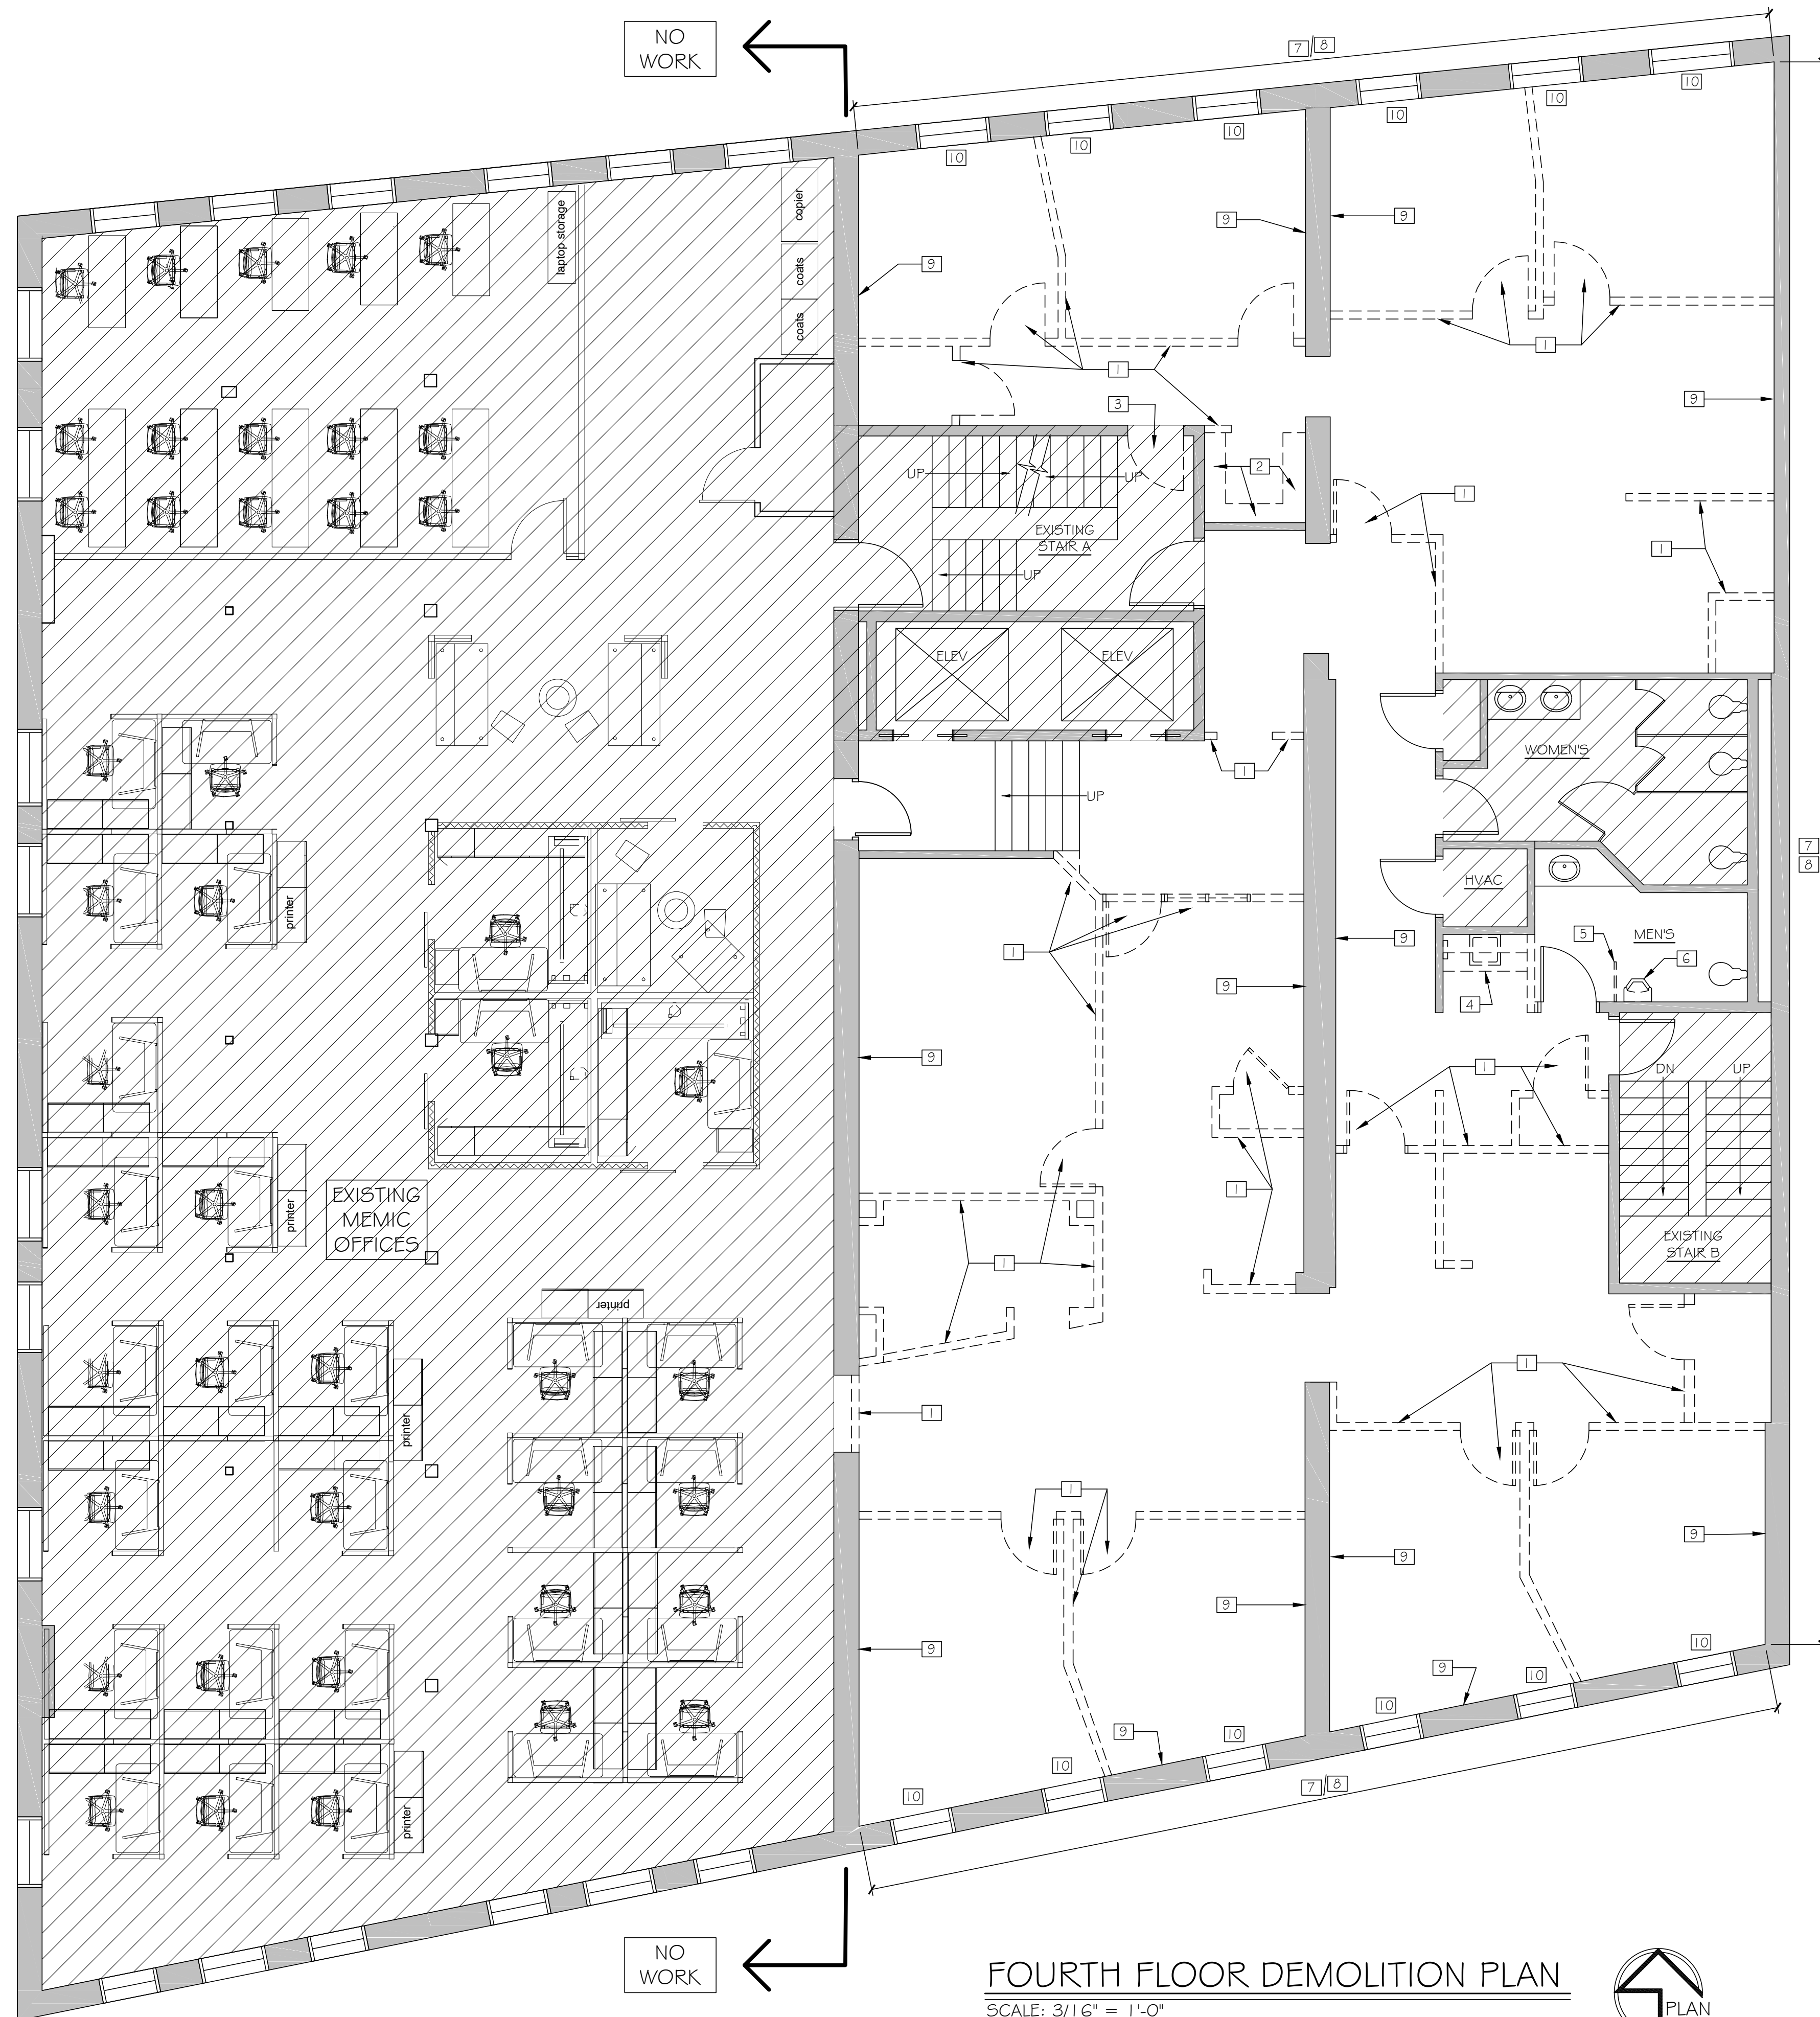 NO
WORK
7/8
10
10
10
10
10
10
copier
coats
coats
laptop storage
9
9
9
9
1
1
3
2
1
1
UP
UP
EXISTING
STAIR A
UP
ELEV
ELEV
1
UP
WOMEN'S
HVAC
MEN'S
5
6
4
7
8
9
9
9
1
printer
1
DN
UP
EXISTING
STAIR B
1
1
printer
EXISTING
MEMIC
OFFICES
printer
1
1
1
printer
9
9
9
9
9
9
10
10
10
10
10
10
printer
7/8
NO
WORK
FOURTH FLOOR DEMOLITION PLAN
SCALE: 3/16" = 1'-0"
PLAN